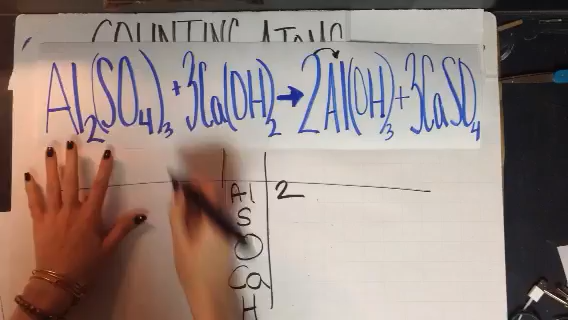 COUNTING ATOMS
Al₂(SO₄)₃ + 3Ca(OH)₂ → 2Al(OH)₃ + 3CaSO₄
Al 2
S
O
Ca
H